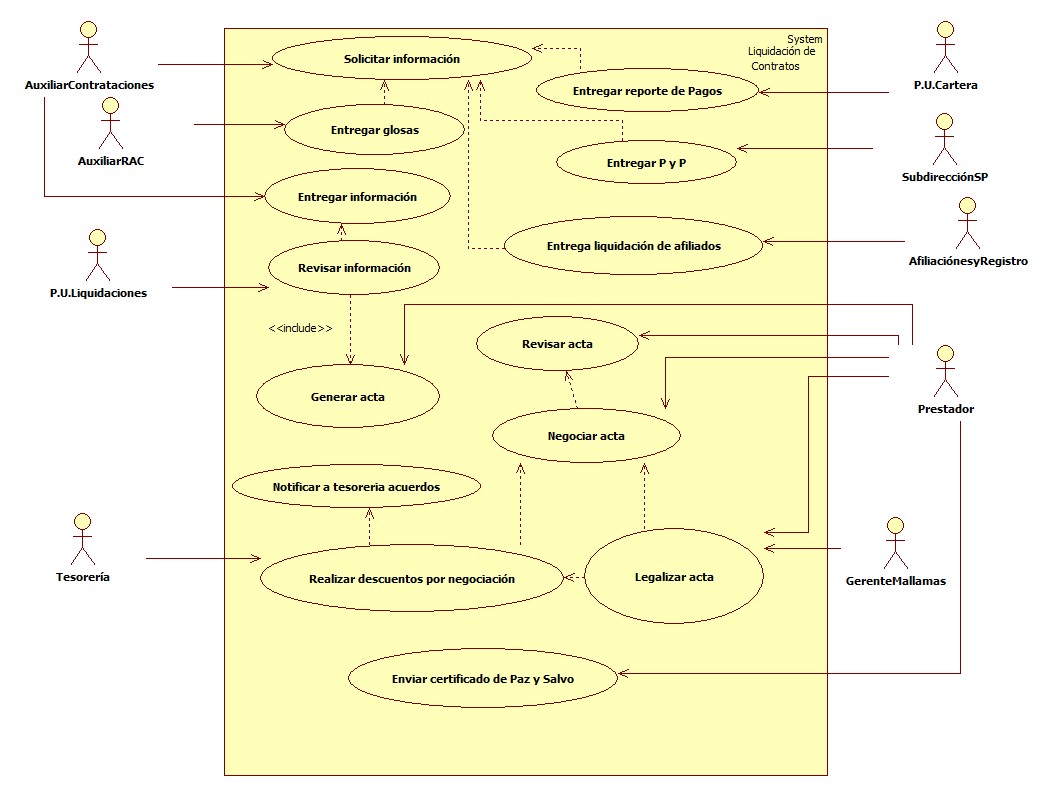 System
Liquidación de
Contratos
Solicitar información
AuxiliarContrataciones
Entregar reporte de Pagos
P.U.Cartera
Entregar glosas
AuxiliarRAC
Entregar P y P
SubdirecciónSP
Entregar información
Entrega liquidación de afiliados
AfiliaciónesyRegistro
Revisar información
P.U.Liquidaciones
<<include>>
Revisar acta
Generar acta
Prestador
Negociar acta
Notificar a tesoreria acuerdos
Tesorería
Realizar descuentos por negociación
Legalizar acta
GerenteMallamas
Enviar certificado de Paz y Salvo